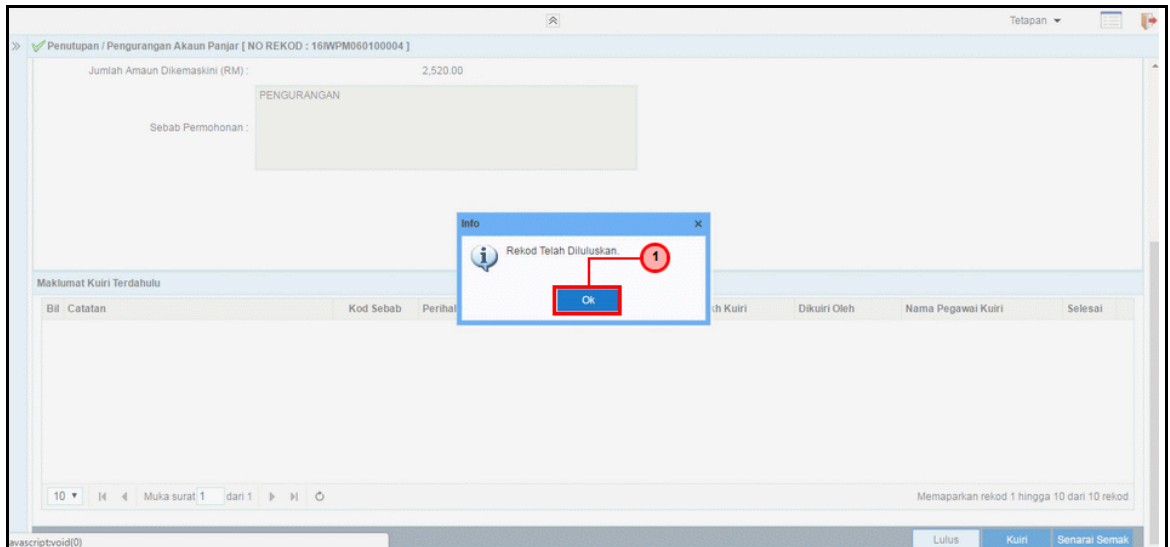 Tetapan
Penutupan / Pengurangan Akaun Panjar [ NO REKOD : 16IWPM060100004 ]
Jumlah Amaun Dikemaskini (RM) : 2,520.00
Sebab Permohonan : PENGURANGAN
Info
Rekod Telah Diluluskan.
1
Ok
Maklumat Kuiri Terdahulu
Bil Catatan Kod Sebab Kuiri Dikuiri Oleh Nama Pegawai Kuiri Selesai
10 Muka surat 1 dari 1 Memaparkan rekod 1 hingga 10 dari 10 rekod
avascript:void(0)
Lulus Kuiri Senarai Semak